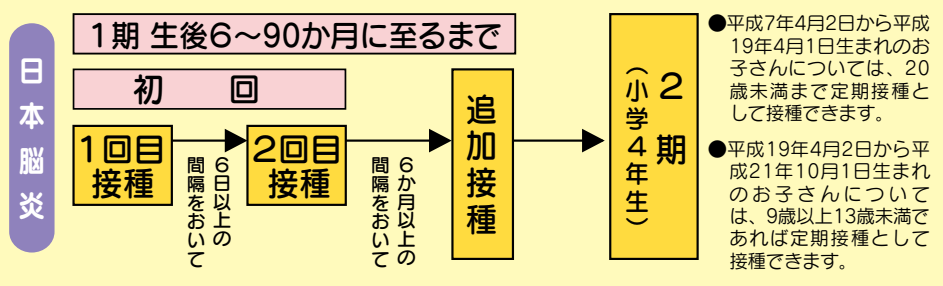 日本脳炎
1期 生後6〜90か月に至るまで
初 回
1回目
接種
6日以上の
間隔をおいて
2回目
接種
6か月以上の
間隔をおいて
追加接種
2期
（小学4年生）
●平成7年4月2日から平成
19年4月1日生まれのお
子さんについては、20
歳未満まで定期接種と
して接種できます。
●平成19年4月2日から平
成21年10月1日生まれ
のお子さんについて
は、9歳以上13歳未満で
あれば定期接種として
接種できます。